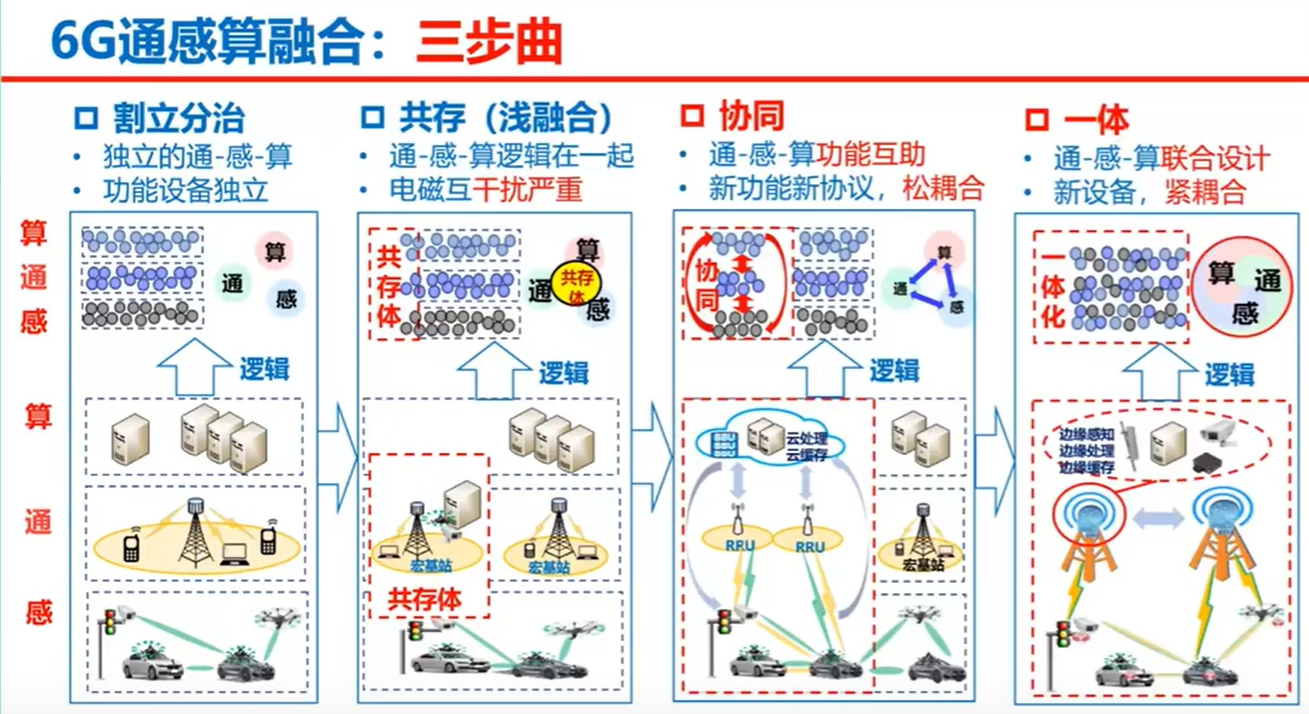 6G通感算融合：三步曲
割立分治
• 独立的通-感-算
• 功能设备独立
共存（浅融合）
• 通-感-算逻辑在一起
• 电磁互干扰严重
协同
• 通-感-算功能互助
• 新功能新协议，松耦合
一体
• 通-感-算联合设计
• 新设备，紧耦合
算
通
感
算
通
感
算
通
感
逻辑
共存体
算
通
感
共存体
逻辑
宏基站
宏基站
共存体
协同
算
通
感
逻辑
BBU
BBU
BBU
云处理
云缓存
RRU
RRU
宏基站
一体化
算
通
感
逻辑
边缘感知
边缘处理
边缘缓存